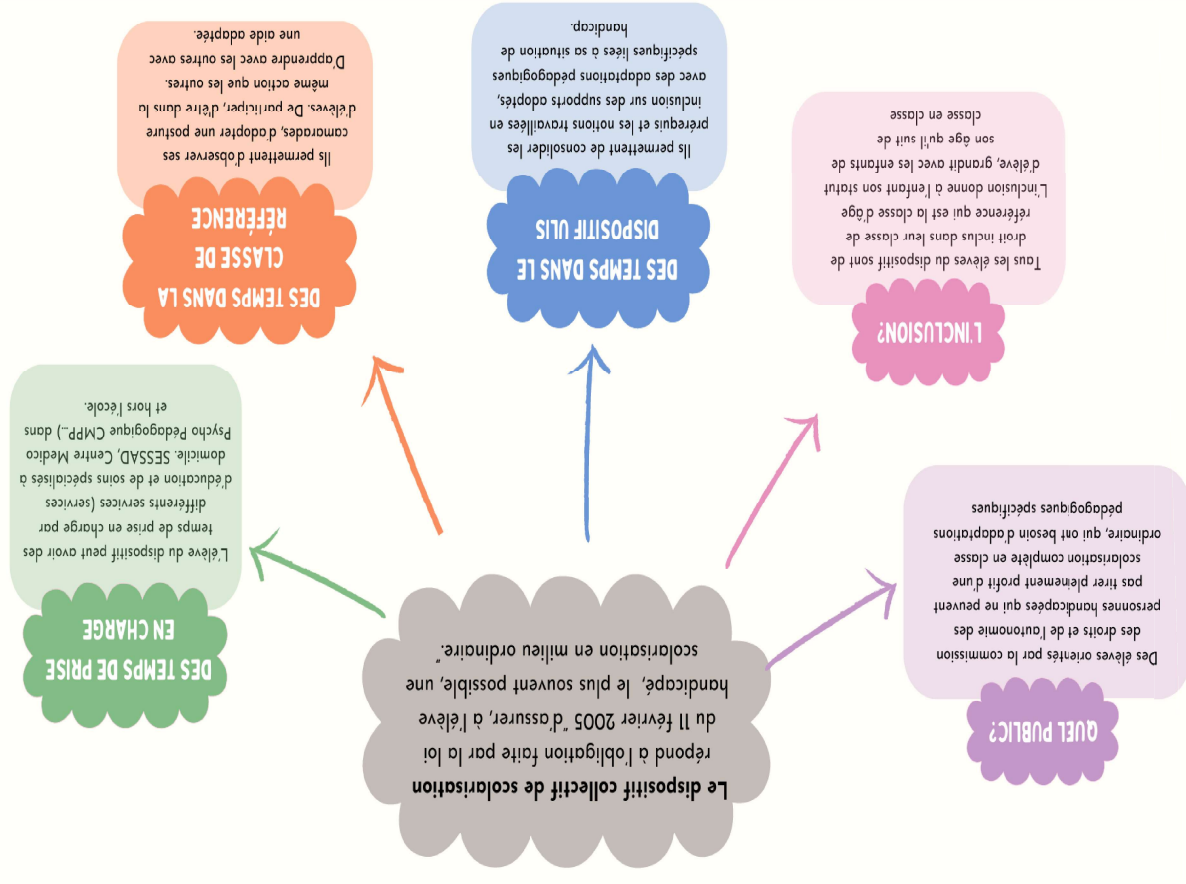 Le dispositif collectif de scolarisation
répond à l'obligation faite par la loi
du 11 février 2005 "d'assurer, à l'élève
handicapé, le plus souvent possible, une
scolarisation en milieu ordinaire."
QUEL PUBLIC?
Des élèves orientés par la commission
des droits et de l'autonomie des
personnes handicapées qui ne peuvent
pas tirer pleinement profit d'une
scolarisation complète en classe
ordinaire, qui ont besoin d'adaptations
pédagogiques spécifiques
L'INCLUSION?
Taus les élèves du dispositif sont de
droit inclus dans leur classe de
référence qui est la classe d'âge
L'inclusion donne à l'enfant son statut
d'élève, grandit avec les enfants de
son âge qu'il suit de
classe en classe
DES TEMPS DANS LE
DISPOSITIF ULIS
Ils permettent de consolider les
prérequis et les notions travaillées en
inclusion sur des supports adaptés,
avec des adaptations pédagogiques
spécifiques liées à sa situation de
handicap.
DES TEMPS DANS LA
CLASSE DE
RÉFÉRENCE
Ils permettent d'observer ses
camarades, d'adopter une posture
d'élèves. De participer, d'être dans la
même action que les outres.
D'apprendre avec les outres avec
une aide adaptée.
DES TEMPS DE PRISE
EN CHARGE
L'élève du dispositif peut avoir des
temps de prise en charge par
différents services (services
d'éducation et de soins spécialisés à
domicile. SESSAD, Centre Medico
Psycho Pédagogique CMPP...) dans
et hors l'école.